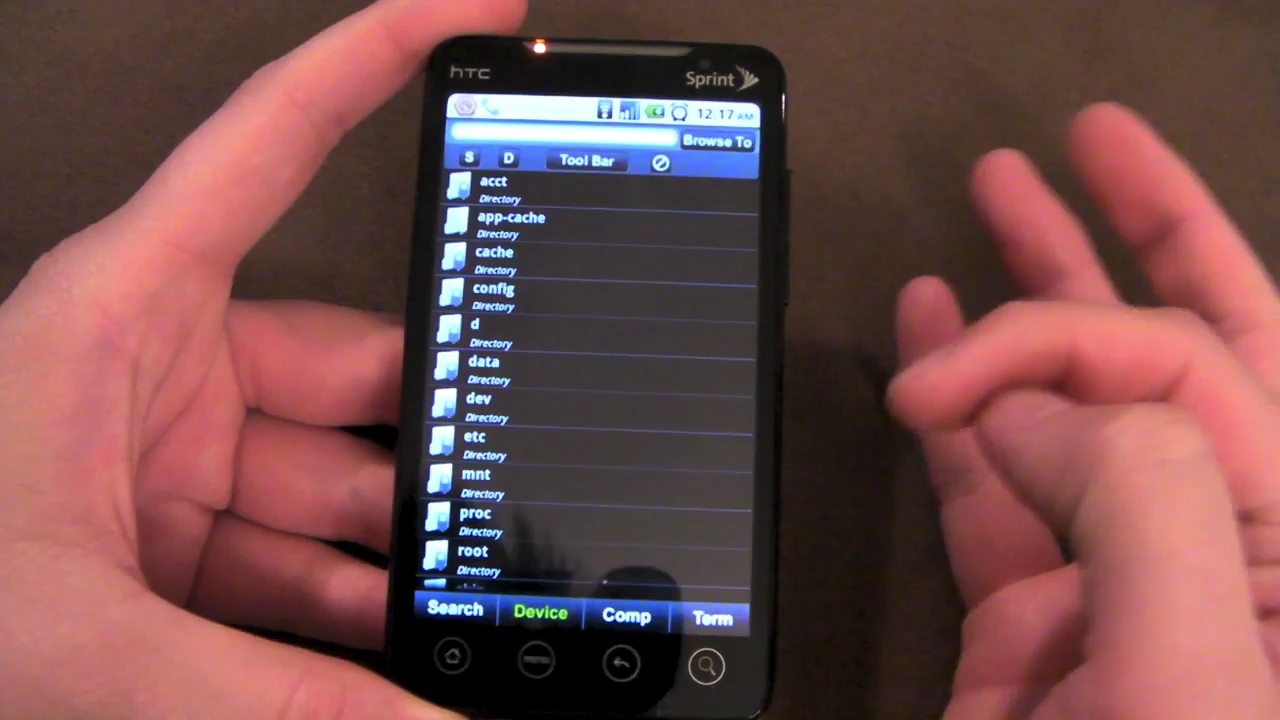 hTC
Sprint
12:17 AM
Browse To
S D Tool Bar
acct
Directory
app-cache
Directory
cache
Directory
config
Directory
d
Directory
data
Directory
dev
Directory
etc
Directory
mnt
Directory
proc
Directory
root
Directory
Search Device Comp Term
menu